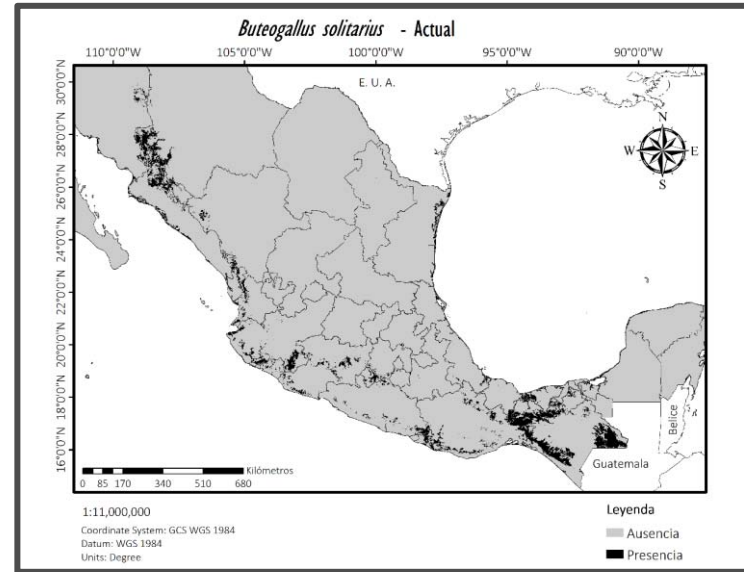 Buteogallus solitarius - Actual
110°0'0"W 105°0'0"W 100°0'0"W 95°0'0"W 90°0'0"W
30°0'0"N
28°0'0"N
26°0'0"N
24°0'0"N
22°0'0"N
20°0'0"N
18°0'0"N
16°0'0"N
E. U. A.
N
W E
S
Belice
Guatemala
Kilómetros
0 85 170 340 510 680
1:11,000,000
Coordinate System: GCS WGS 1984
Datum: WGS 1984
Units: Degree
Leyenda
Ausencia
Presencia